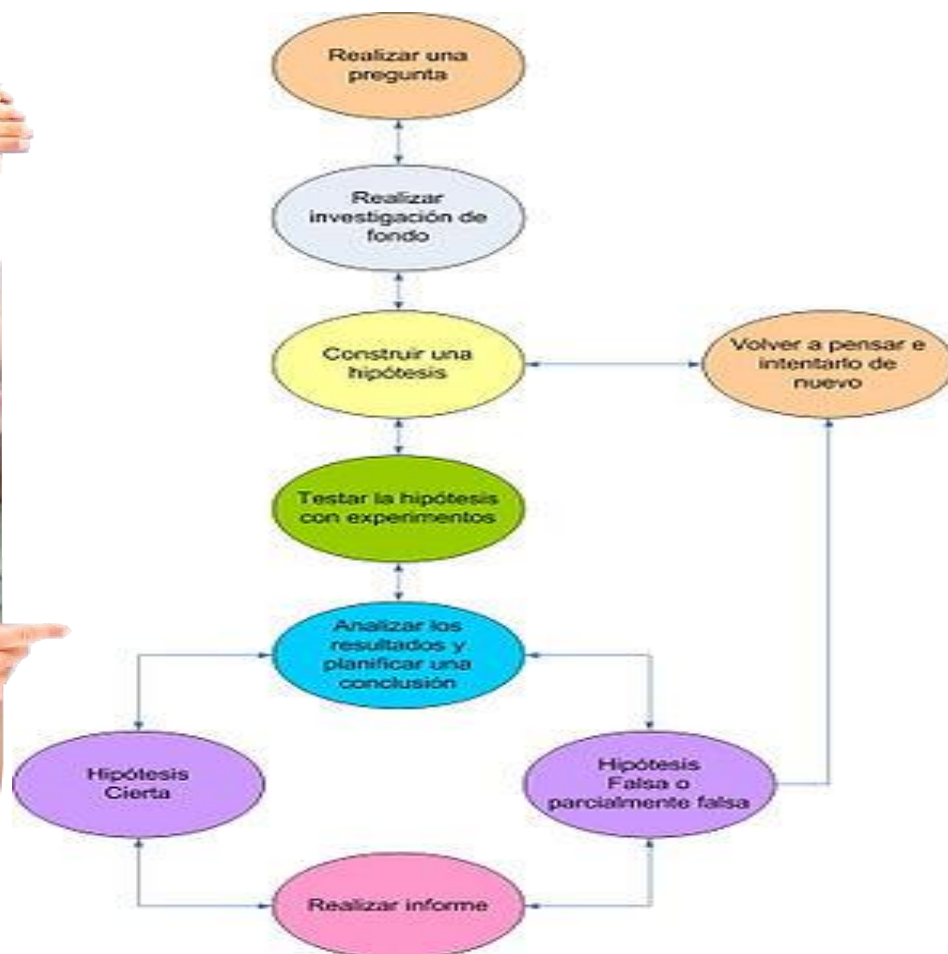 Realizar una
pregunta
Realizar
investigación de
fondo
Construir una
hipótesis
Volver a pensar e
intentarlo de
nuevo
Testar la hipótesis
con experimentos
Analizar los
resultados y
planificar una
conclusión
Hipótesis
Cierta
Hipótesis
Falsa o
parcialmente falsa
Realizar informe